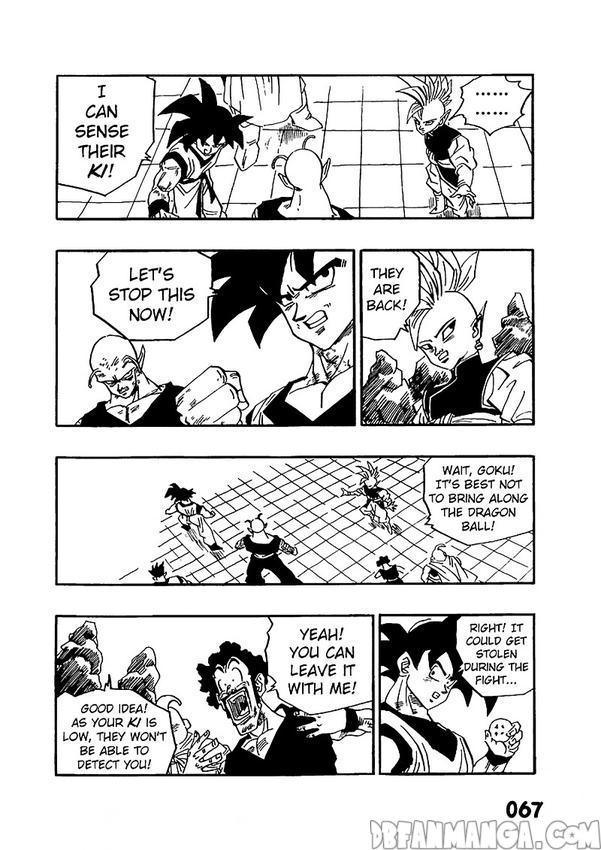 I
CAN
SENSE
THEIR
KI!
......
......
LET'S
STOP THIS
NOW!
THEY
ARE
BACK!
WAIT, GOKU!
IT'S BEST NOT
TO BRING ALONG
THE DRAGON
BALL!
GOOD IDEA!
AS YOUR KI IS
LOW, THEY WON'T
BE ABLE TO
DETECT YOU!
YEAH!
YOU CAN
LEAVE IT
WITH ME!
RIGHT! IT
COULD GET
STOLEN
DURING THE
FIGHT...
067
DBFANMANGA.COM